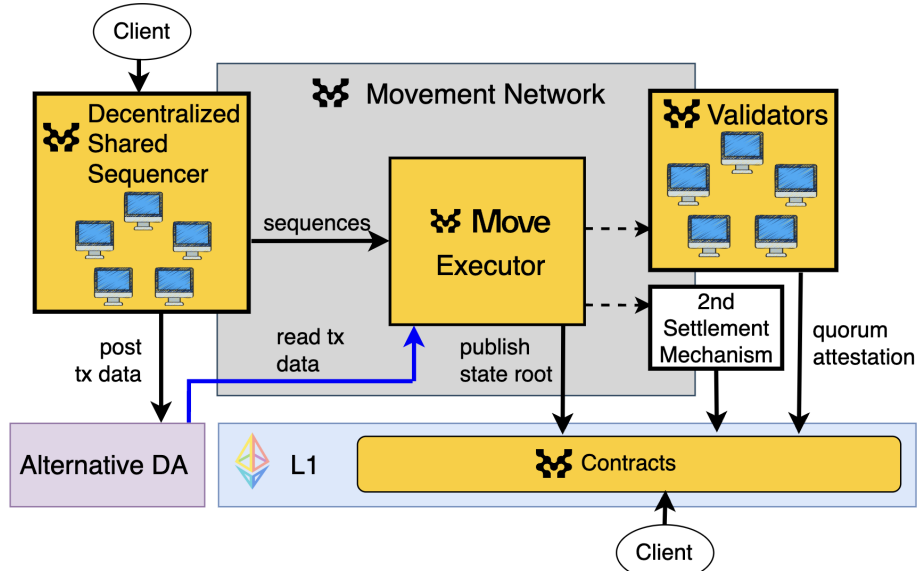 Client
Movement Network
Decentralized
Shared
Sequencer
Validators
sequences
Move
Executor
2nd
Settlement
Mechanism
post
tx data
read tx
data
publish
state root
quorum
attestation
Alternative DA
L1
Contracts
Client